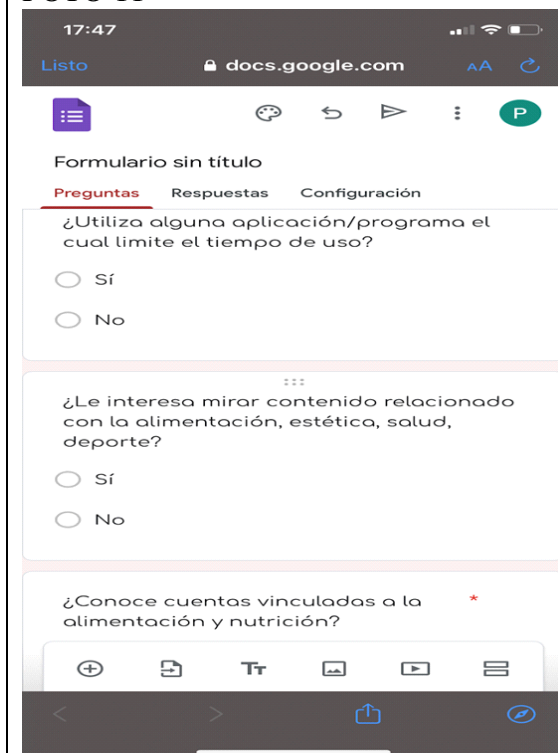 17:47
Listo
docs.google.com
AA
P
Formulario sin título
Preguntas Respuestas Configuración
¿Utiliza alguna aplicación/programa el
cual limite el tiempo de uso?
Sí
No
¿Le interesa mirar contenido relacionado
con la alimentación, estética, salud,
deporte?
Sí
No
¿Conoce cuentas vinculadas a la *
alimentación y nutrición?
Tт